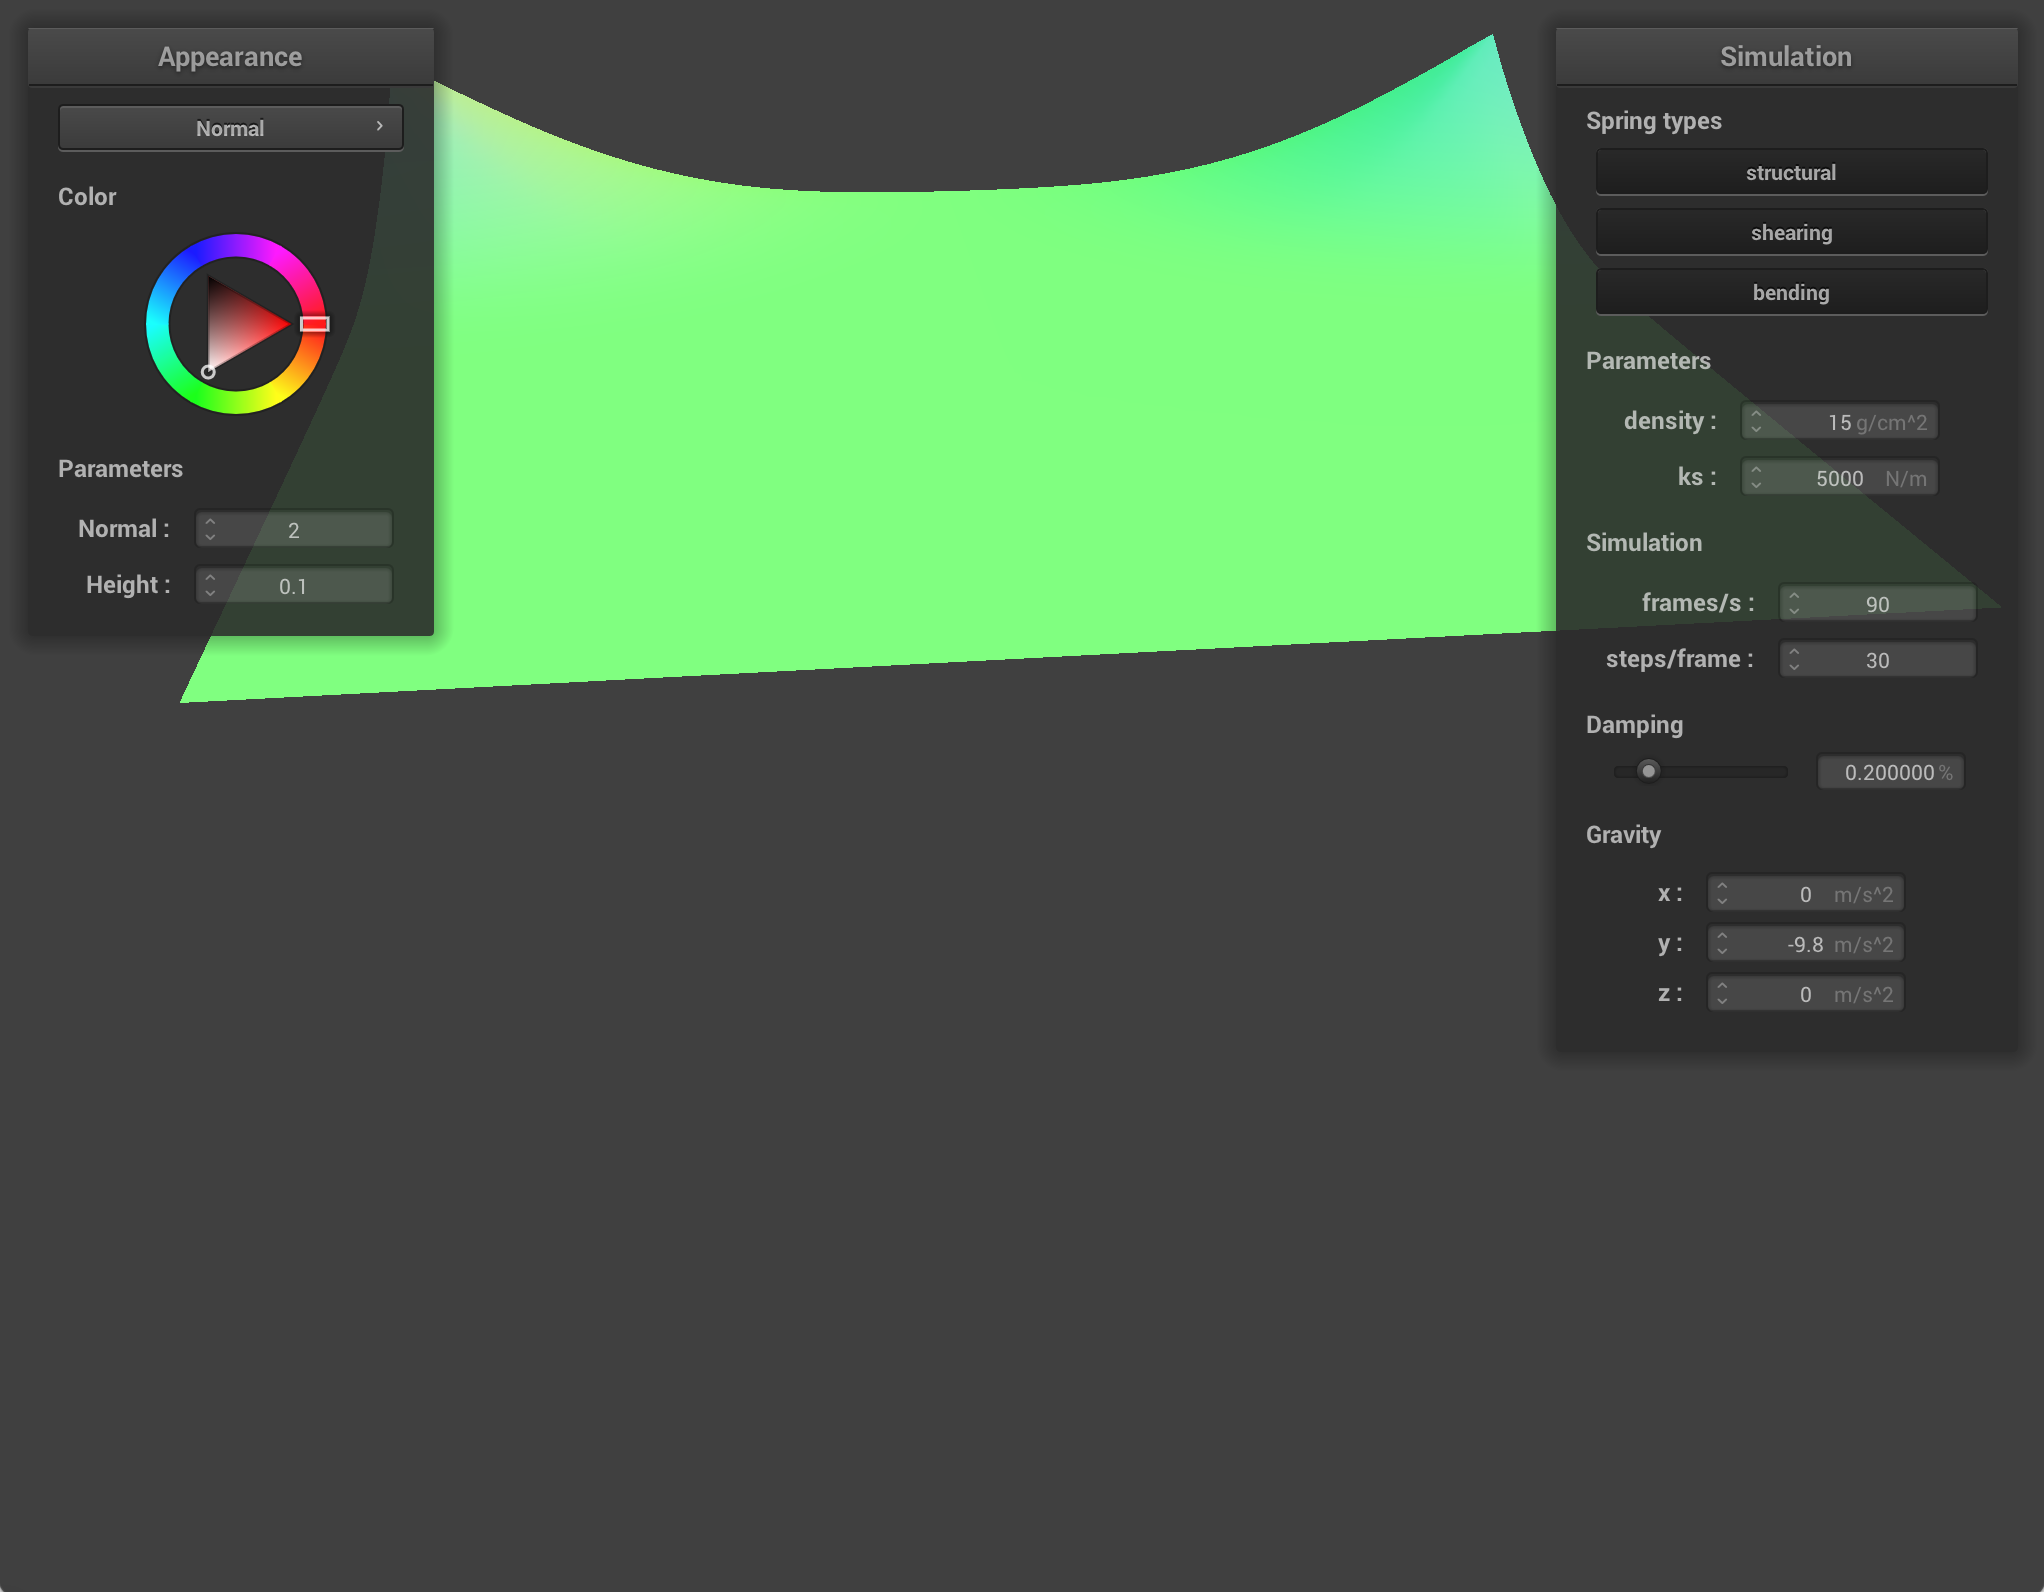 Appearance
Normal
Color
Parameters
Normal : 2
Height : 0.1
Simulation
Spring types
structural
shearing
bending
Parameters
density : 15 g/cm^2
ks : 5000 N/m
Simulation
frames/s : 90
steps/frame : 30
Damping
0.200000 %
Gravity
x : 0 m/s^2
y : -9.8 m/s^2
z : 0 m/s^2